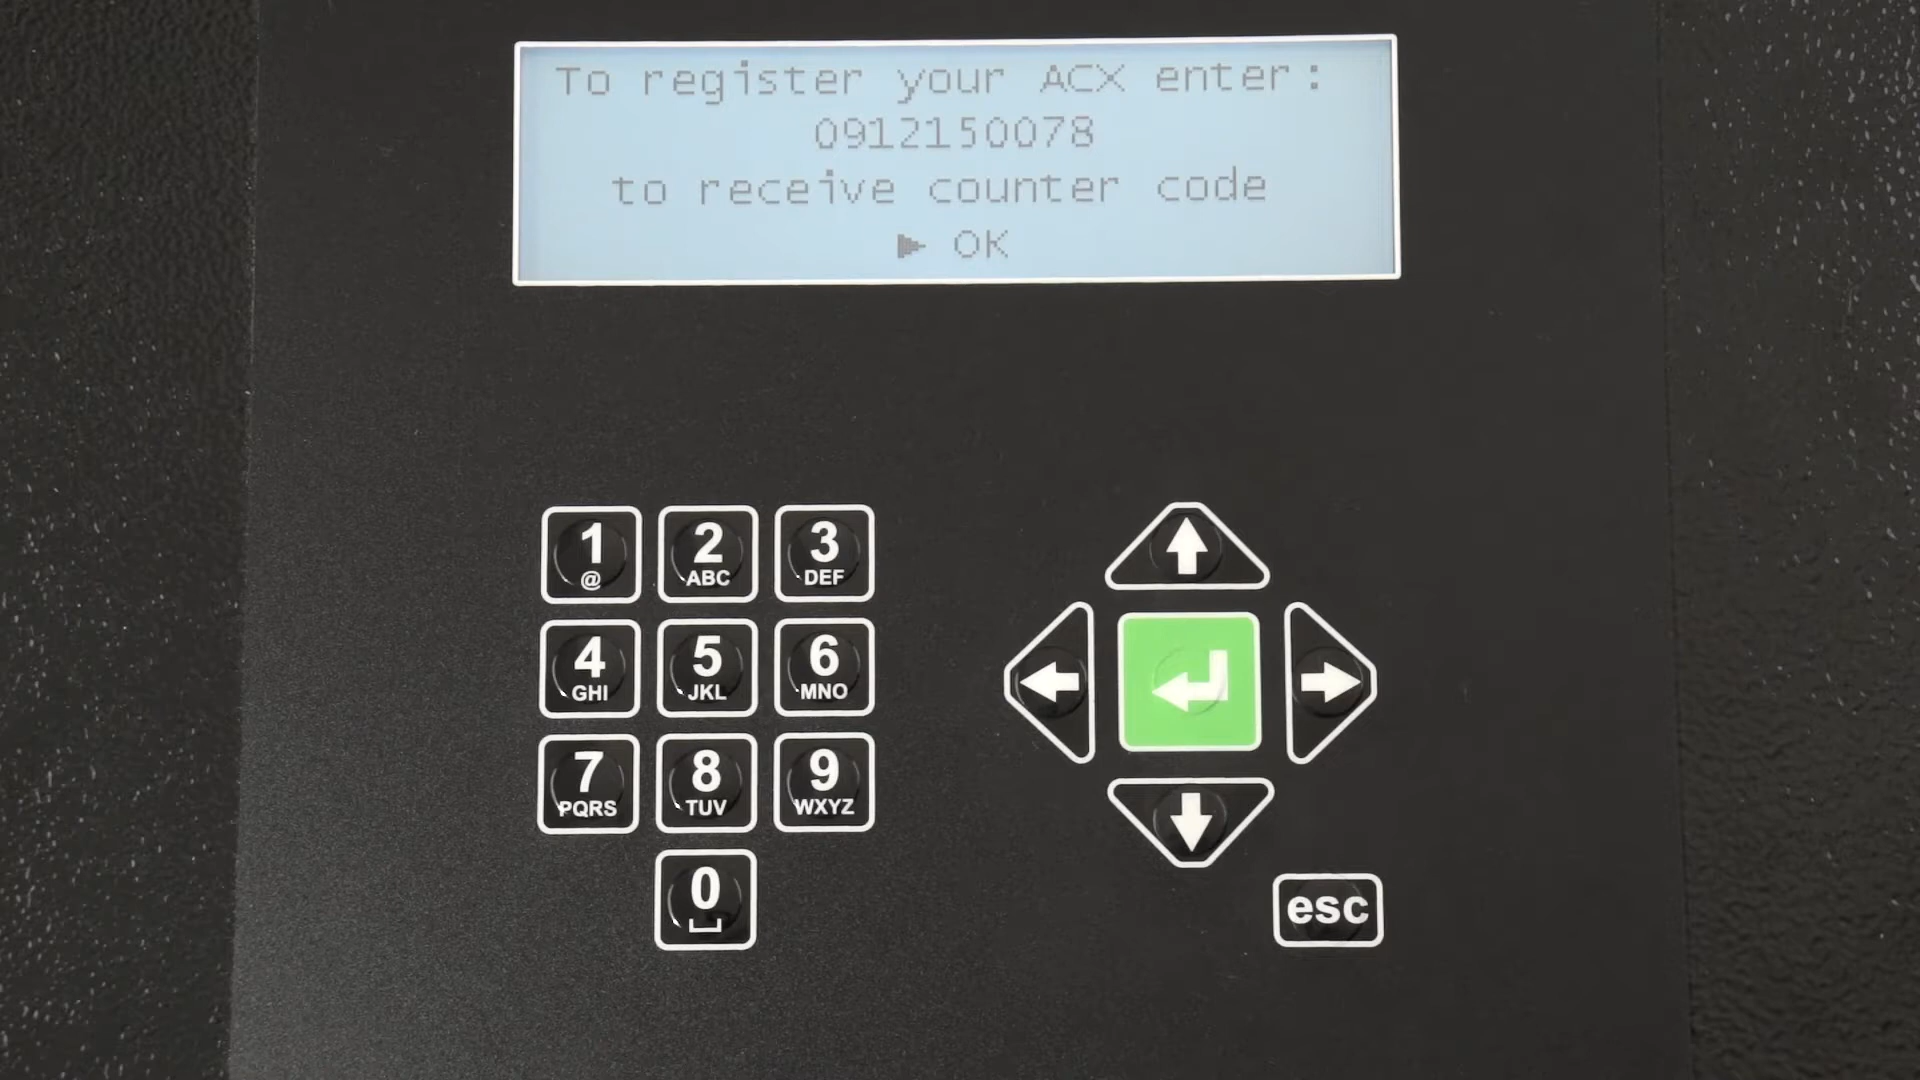 To register your ACX enter:
0912150078
to receive counter code
► OK
1 2 3
@ ABC DEF
4 5 6
GHI JKL MNO
7 8 9
PQRS TUV WXYZ
0
esc